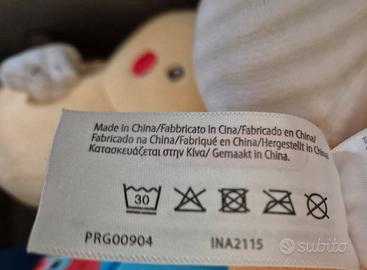 Made in China/Fabbricato in Cina/Fabricado en China/
Fabricado na China/Fabriqué en China/Hergestellt in China
Κατασκευάζεται στην Κίνα/ Gemaakt in China.
30
PRG00904 INA2115
subito